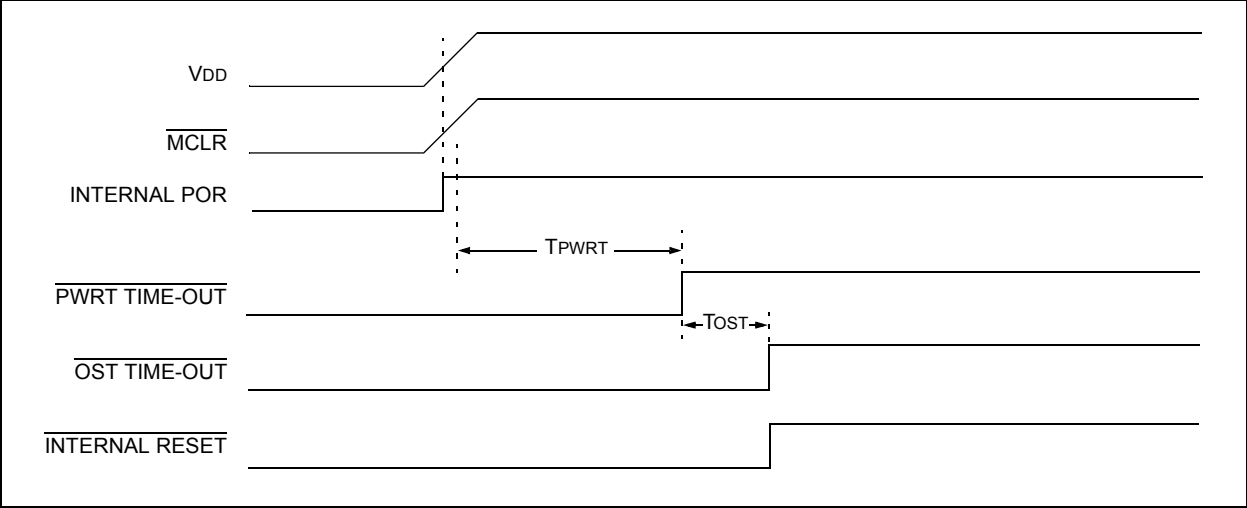 VDD
MCLR
INTERNAL POR
TPWRT
PWRT TIME-OUT
TOST
OST TIME-OUT
INTERNAL RESET